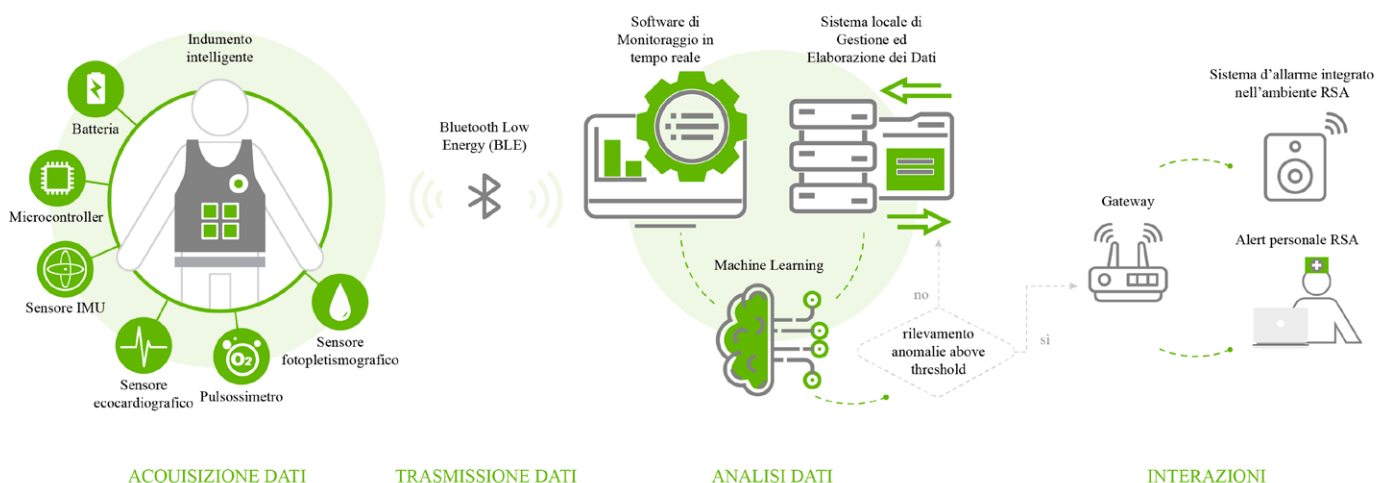 Indumento
intelligente
Batteria
Microcontroller
Sensore IMU
Sensore
ecocardiografico
Pulsossimetro
O2
Sensore
fotopletismografico
Bluetooth Low
Energy (BLE)
Software di
Monitoraggio in
tempo reale
Sistema locale di
Gestione ed
Elaborazione dei Dati
Machine Learning
no
rilevamento
anomalie above
threshold
sì
Gateway
Sistema d'allarme integrato
nell'ambiente RSA
Alert personale RSA
ACQUISIZIONE DATI
TRASMISSIONE DATI
ANALISI DATI
INTERAZIONI